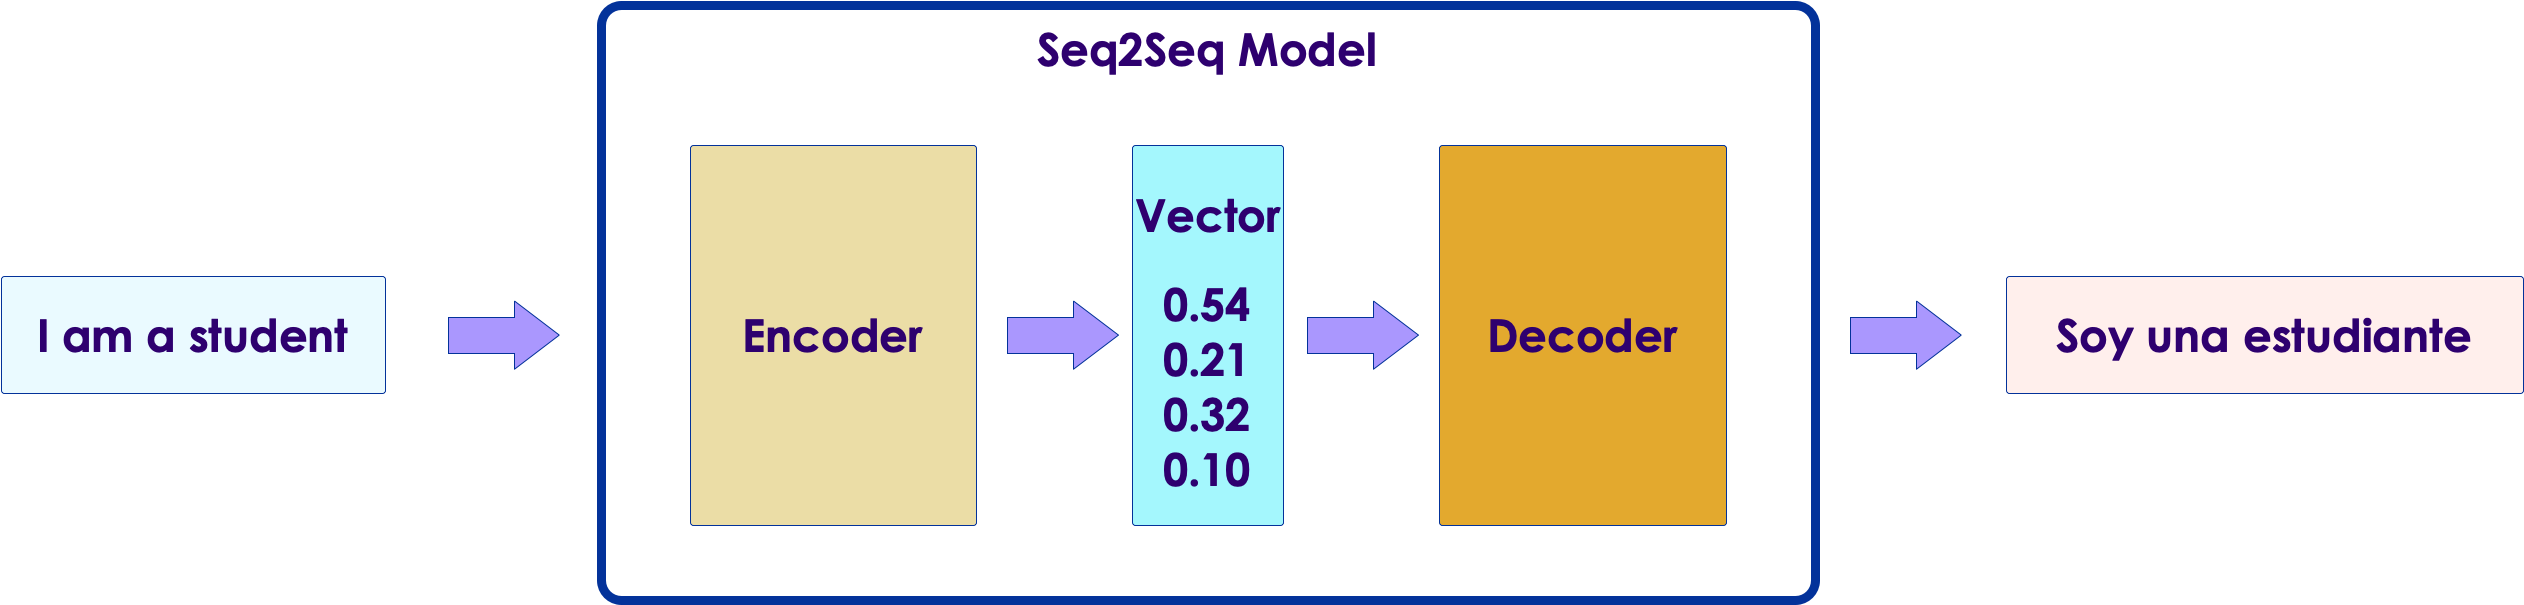 Seq2Seq Model
I am a student
Encoder
Vector
0.54
0.21
0.32
0.10
Decoder
Soy una estudiante